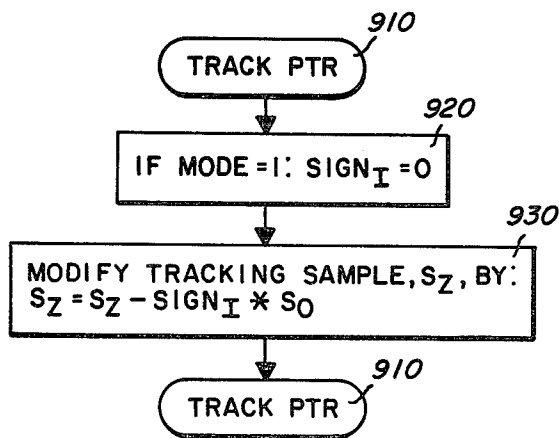 910
TRACK PTR
920
IF MODE=1: SIGN_I=0
930
MODIFY TRACKING SAMPLE, S_Z, BY:
S_Z = S_Z - SIGN_I * S_O
910
TRACK PTR